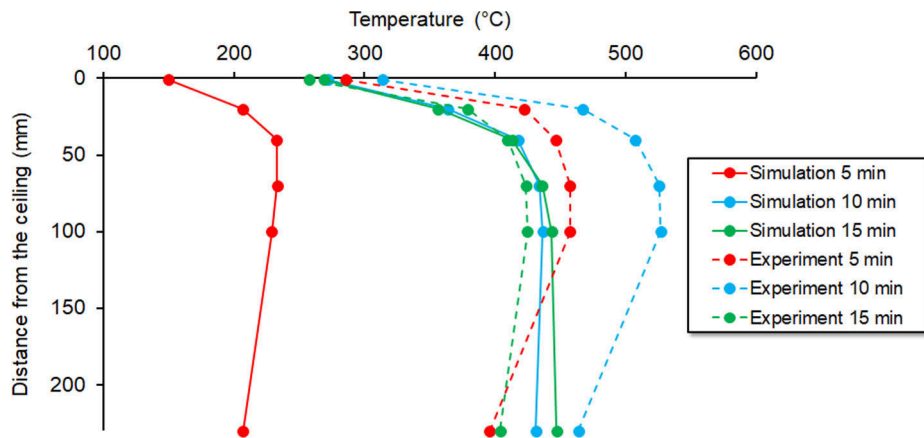 Temperature (°C)
100 200 300 400 500 600
0
50
100
150
200
Distance from the ceiling (mm)
Simulation 5 min
Simulation 10 min
Simulation 15 min
Experiment 5 min
Experiment 10 min
Experiment 15 min